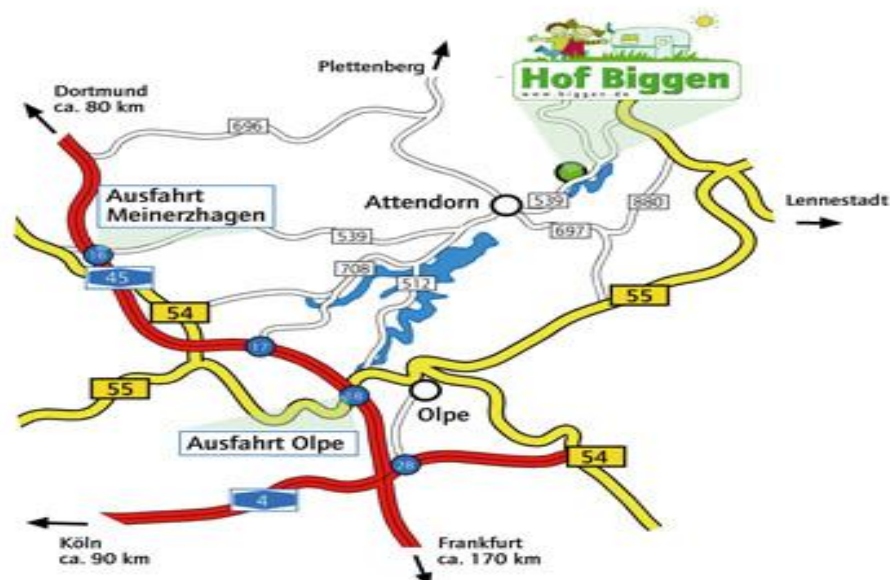 Hof Biggen
www.biggen.de
Plettenberg
Dortmund
ca. 80 km
696
Ausfahrt
Meinerzhagen
Attendorn
539
880
Lennestadt
697
539
16
708
45
512
54
55
17
55
18
Olpe
Ausfahrt Olpe
28
54
4
Köln
ca. 90 km
Frankfurt
ca. 170 km